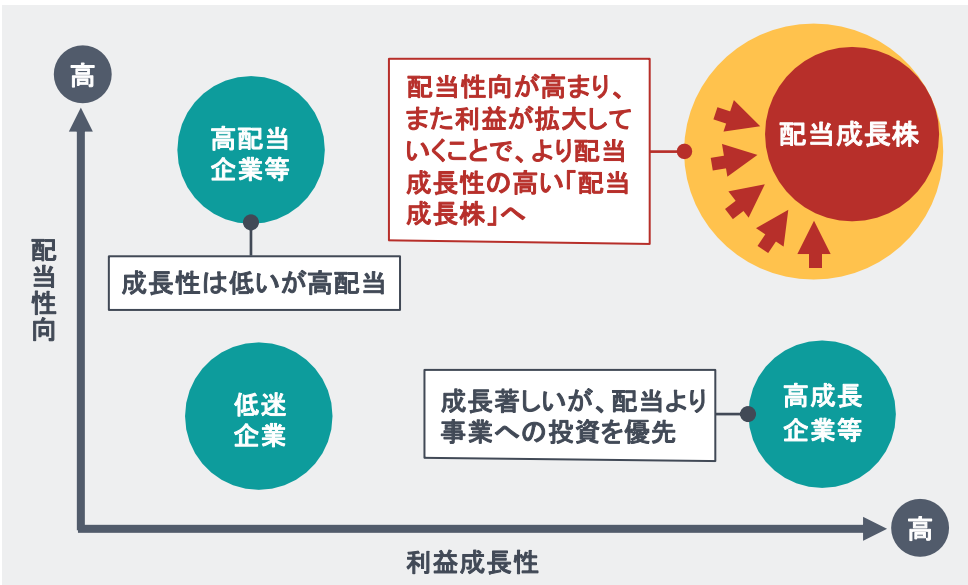 高
高配当
企業等
成長性は低いが高配当
配当性向が高まり、
また利益が拡大して
いくことで、より配当
成長性の高い「配当
成長株」へ
配当成長株
配当性向
低迷
企業
成長著しいが、配当より
事業への投資を優先
高成長
企業等
高
利益成長性